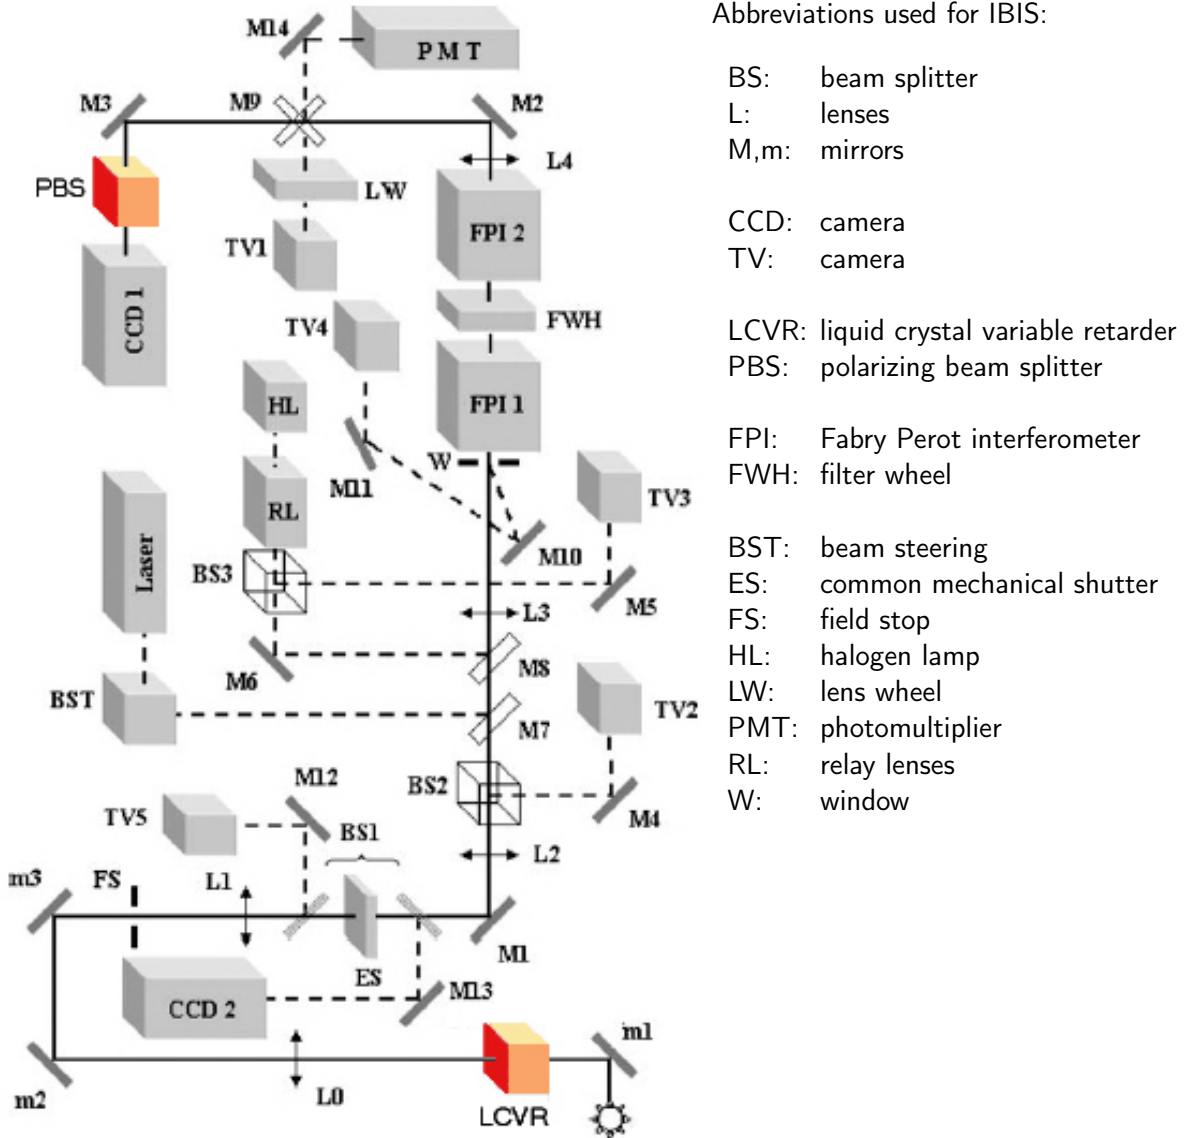 Abbreviations used for IBIS:
BS: beam splitter
L: lenses
M,m: mirrors
CCD: camera
TV: camera
LCVR: liquid crystal variable retarder
PBS: polarizing beam splitter
FPI: Fabry Perot interferometer
FWH: filter wheel
BST: beam steering
ES: common mechanical shutter
FS: field stop
HL: halogen lamp
LW: lens wheel
PMT: photomultiplier
RL: relay lenses
W: window
M14
PMT
M3
M9
M2
L4
PBS
LW
FPI 2
TV1
CCD 1
TV4
FWH
HL
FPI 1
M11
W
TV3
RL
M10
Laser
BS3
M5
L3
M6
M8
BST
TV2
M7
M12
BS2
M4
TV5
BS1
L2
m3
FS
L1
M1
ES
M13
CCD 2
m1
m2
L0
LCVR